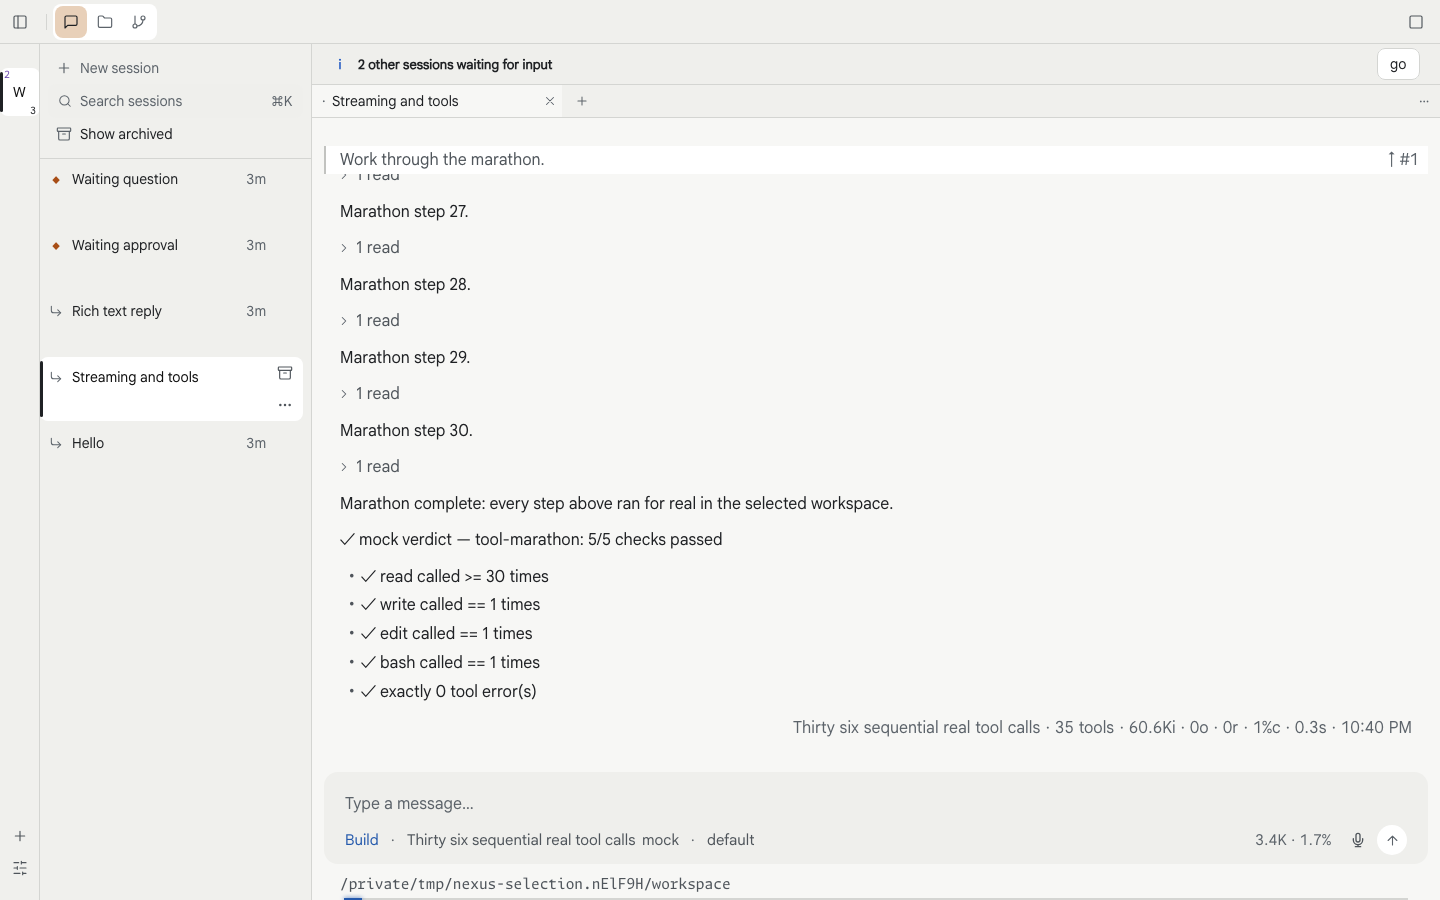 2
W
3
New session
Search sessions ⌘K
Show archived
Waiting question 3m
Waiting approval 3m
Rich text reply 3m
Streaming and tools
Hello 3m
i 2 other sessions waiting for input go
· Streaming and tools
Work through the marathon. ↑ #1
1 read
Marathon step 27.
1 read
Marathon step 28.
1 read
Marathon step 29.
1 read
Marathon step 30.
1 read
Marathon complete: every step above ran for real in the selected workspace.
✓ mock verdict — tool-marathon: 5/5 checks passed
• ✓ read called >= 30 times
• ✓ write called == 1 times
• ✓ edit called == 1 times
• ✓ bash called == 1 times
• ✓ exactly 0 tool error(s)
Thirty six sequential real tool calls · 35 tools · 60.6Ki · 0o · 0r · 1%c · 0.3s · 10:40 PM
Type a message...
Build · Thirty six sequential real tool calls mock · default 3.4K · 1.7%
/private/tmp/nexus-selection.nElF9H/workspace